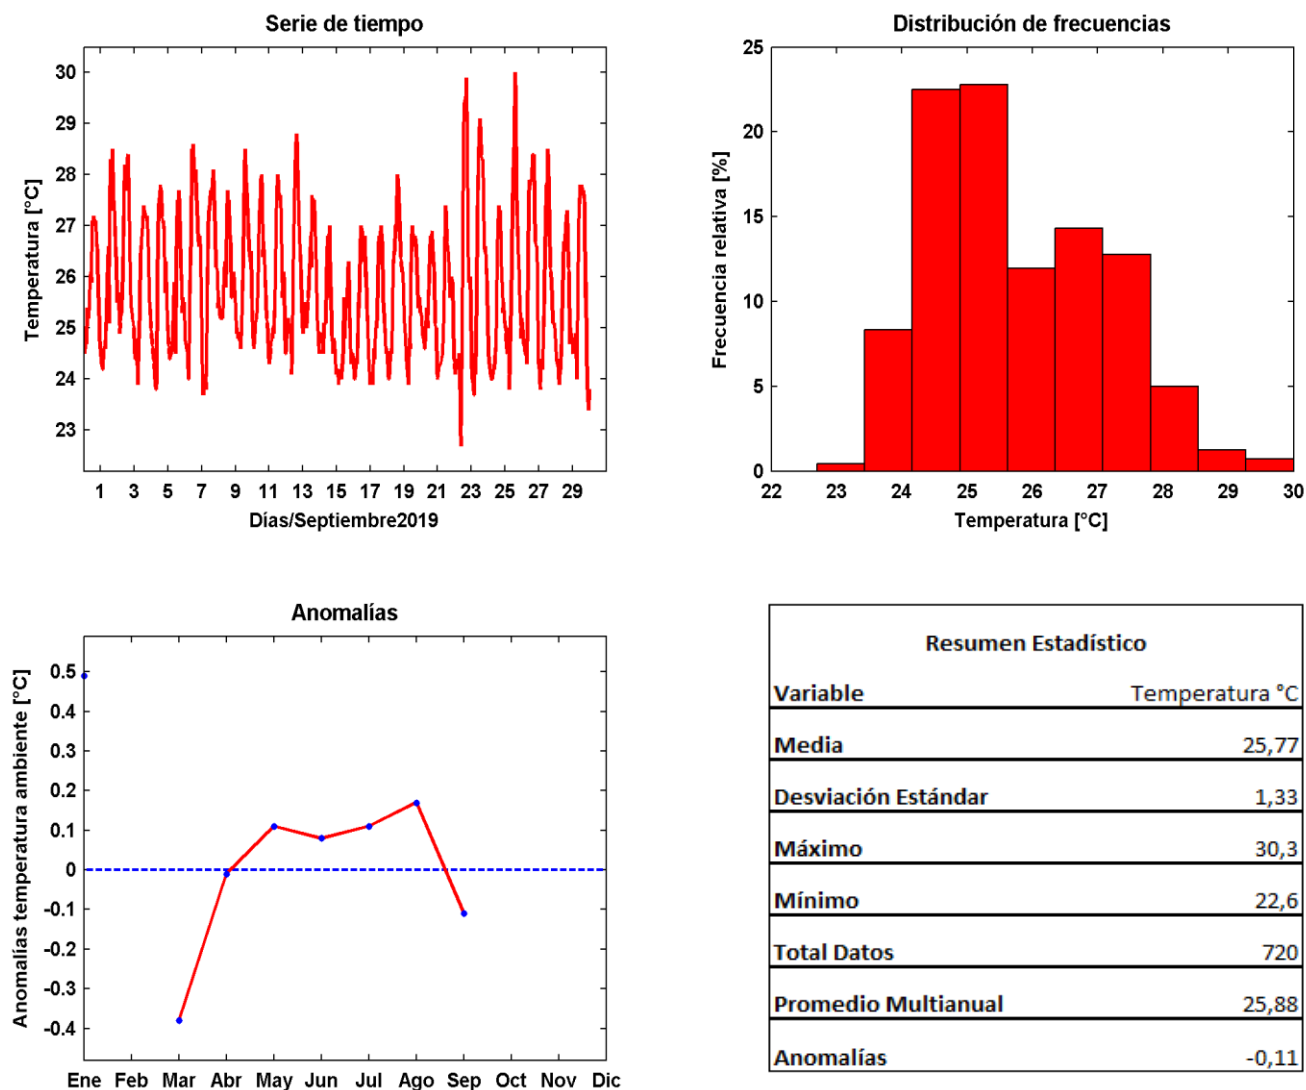 Serie de tiempo
30
29
28
27
26
25
24
23
Temperatura [°C]
1 3 5 7 9 11 13 15 17 19 21 23 25 27 29
Días/Septiembre2019
Distribución de frecuencias
25
20
15
10
5
0
Frecuencia relativa [%]
22 23 24 25 26 27 28 29 30
Temperatura [°C]
Anomalías
0.5
0.4
0.3
0.2
0.1
0
-0.1
-0.2
-0.3
-0.4
Anomalías temperatura ambiente [°C]
Ene Feb Mar Abr May Jun Jul Ago Sep Oct Nov Dic
Resumen Estadístico
Variable Temperatura °C
Media 25,77
Desviación Estándar 1,33
Máximo 30,3
Mínimo 22,6
Total Datos 720
Promedio Multianual 25,88
Anomalías -0,11